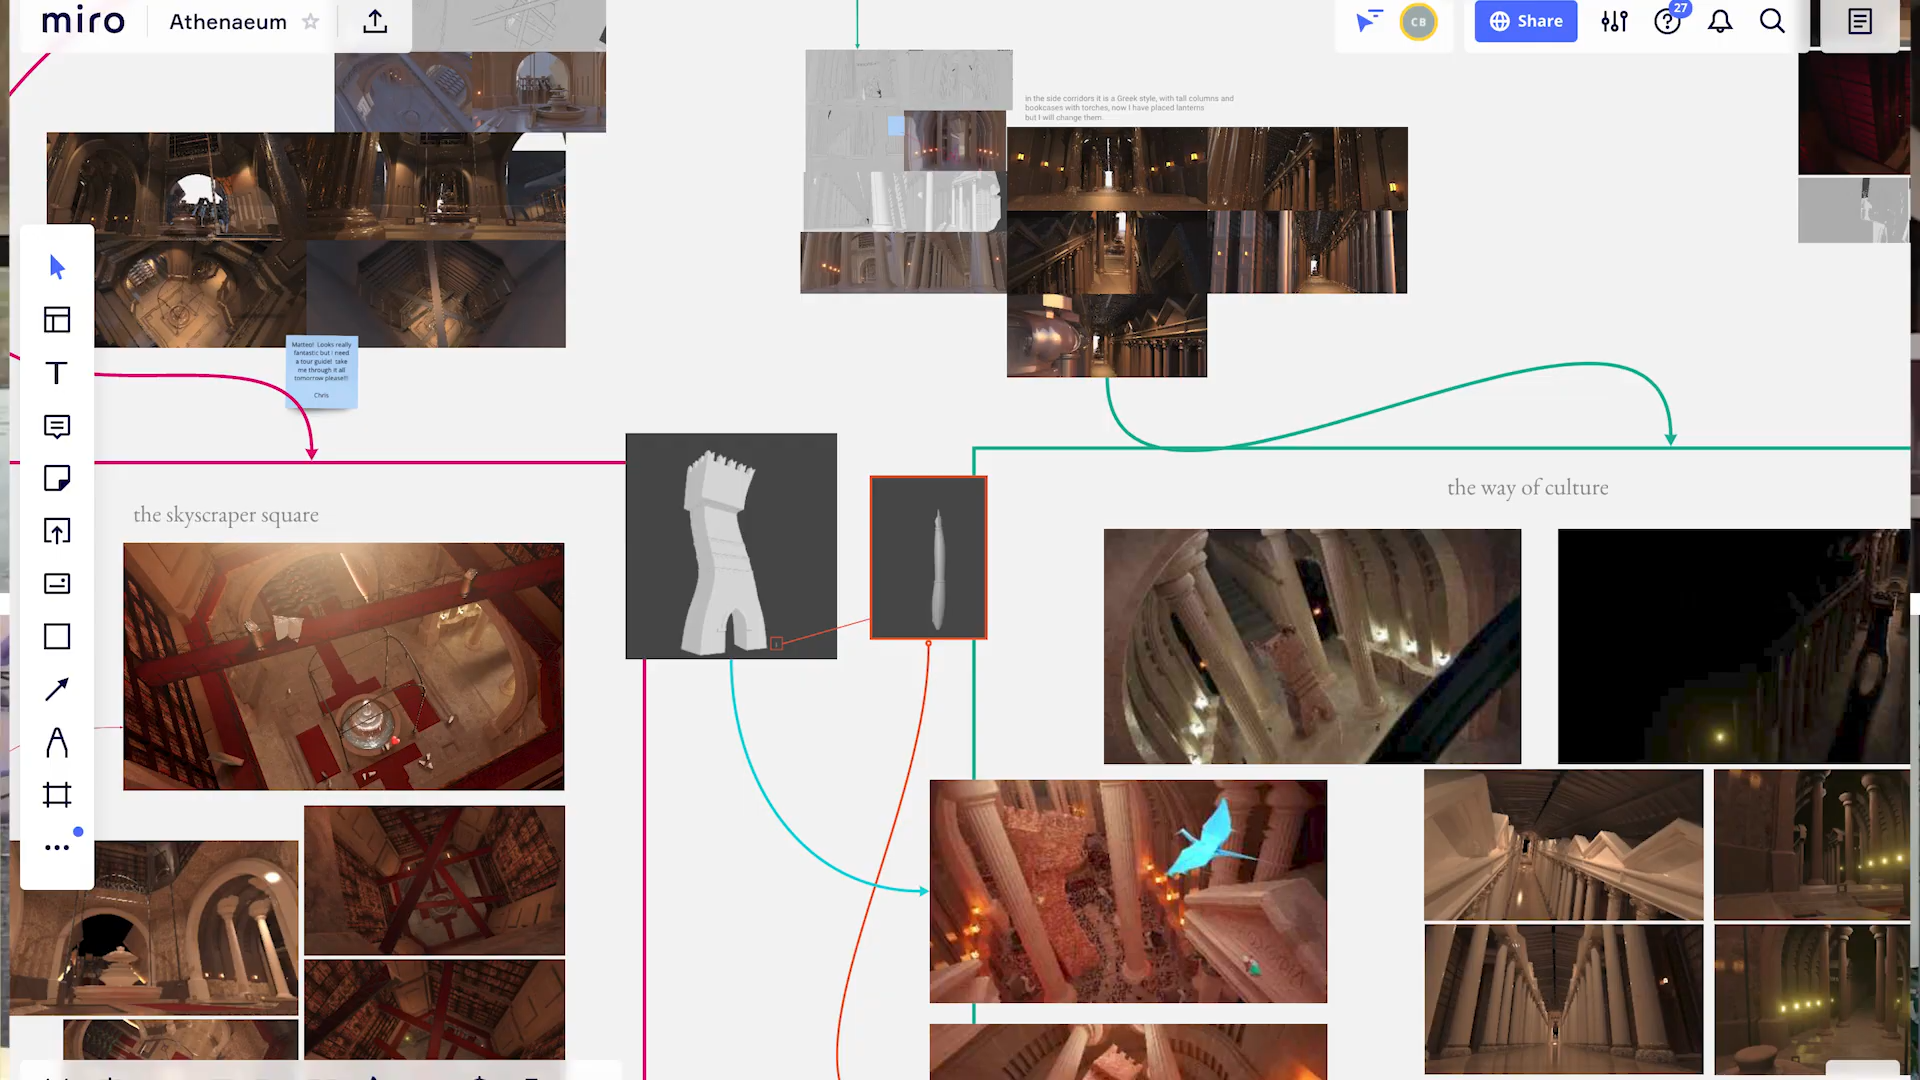 miro
Athenaeum
CB
Share
27
in the side corridors it is a Greek style, with tall columns and
bookcases with torches, now I have placed lanterns
but I will change them.
Matteo! Looks really
fantastic but I need
a tour guide! take
me through it all
tomorrow please!!!
Chris
the way of culture
the skyscraper square